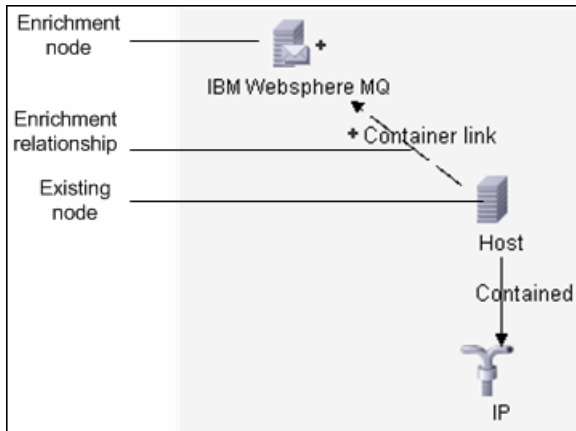 Enrichment
node
+
IBM Websphere MQ
Enrichment
relationship
+ Container link
Existing
node
Host
Contained
IP